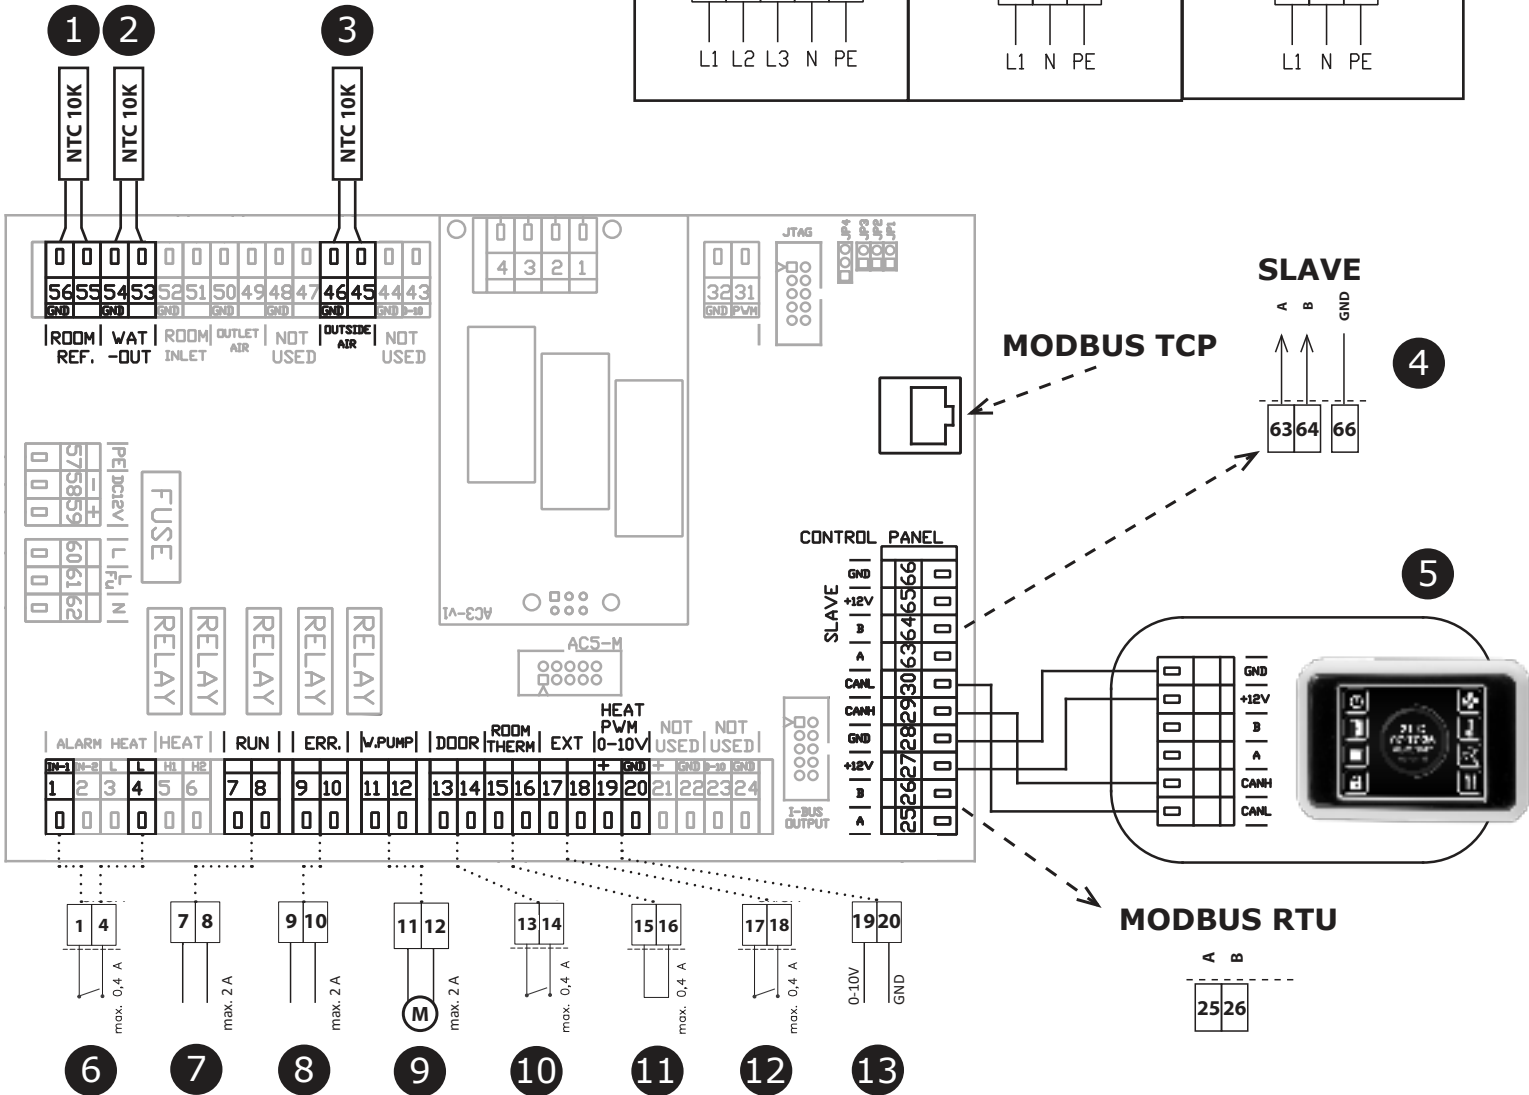 1 2 3
NTC 10K NTC 10K NTC 10K
L1 L2 L3 N PE
L1 N PE
L1 N PE
56 55 54 53 52 51 50 49 48 47 46 45 44 43
GND GND GND GND GND GND GND 0-10
ROOM REF.
WAT -OUT
ROOM INLET
OUTLET AIR
NOT USED
OUTSIDE AIR
NOT USED
4 3 2 1
32 31
GND PWM
JTAG
JP4 JP3 JP2 JP1
MODBUS TCP
SLAVE
A B GND
63 64 66
4
57 58 59
PE - +
DC12V
60 61 62
L L Fu N
FUSE
RELAY RELAY RELAY RELAY RELAY
AC3-v1
AC5-M
CONTROL PANEL
SLAVE
GND 66
+12V 65
B 64
A 63
CANL 30
CANH 29
GND 28
+12V 27
B 26
A 25
I-BUS OUTPUT
5
GND
+12V
B
A
CANH
CANL
ALARM HEAT
HEAT
RUN
ERR.
W.PUMP
DOOR
ROOM THERM
EXT
HEAT PWM 0-10V
NOT USED
NOT USED
IN-1 IN-2 L L H1 H2 + GND + GND 0-10 GND
1 2 3 4 5 6 7 8 9 10 11 12 13 14 15 16 17 18 19 20 21 22 23 24
1 4
max. 0,4 A
7 8
max. 2 A
9 10
max. 2 A
11 12
M
max. 2 A
13 14
max. 0,4 A
15 16
max. 0,4 A
17 18
max. 0,4 A
19 20
0-10V
GND
MODBUS RTU
A B
25 26
6 7 8 9 10 11 12 13